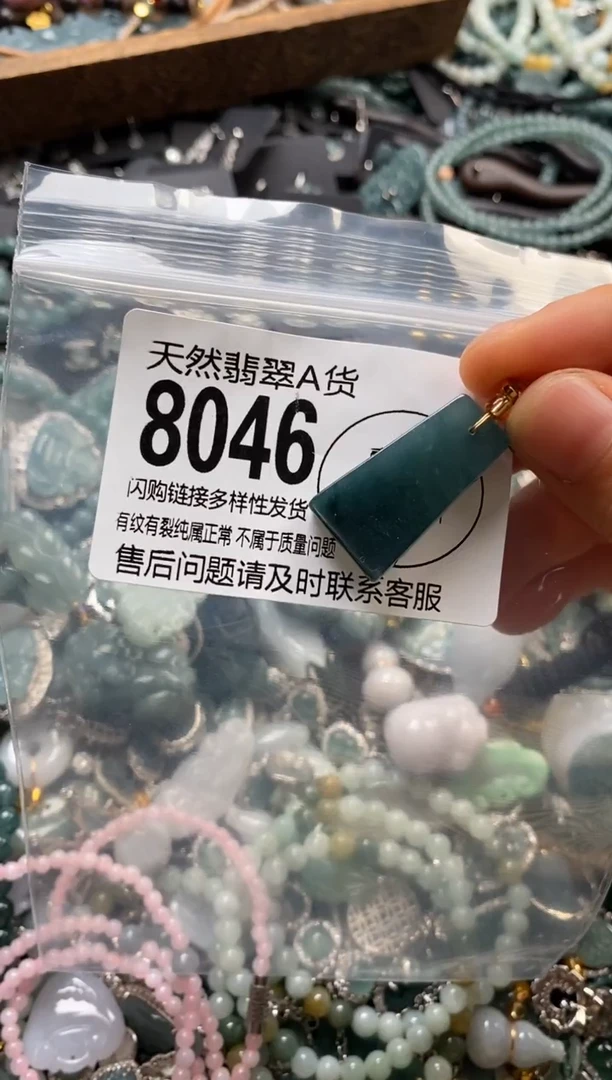 天然翡翠A货
8046
闪购链接多样性发货
有纹有裂纯属正常 不属于质量问题
售后问题请及时联系客服